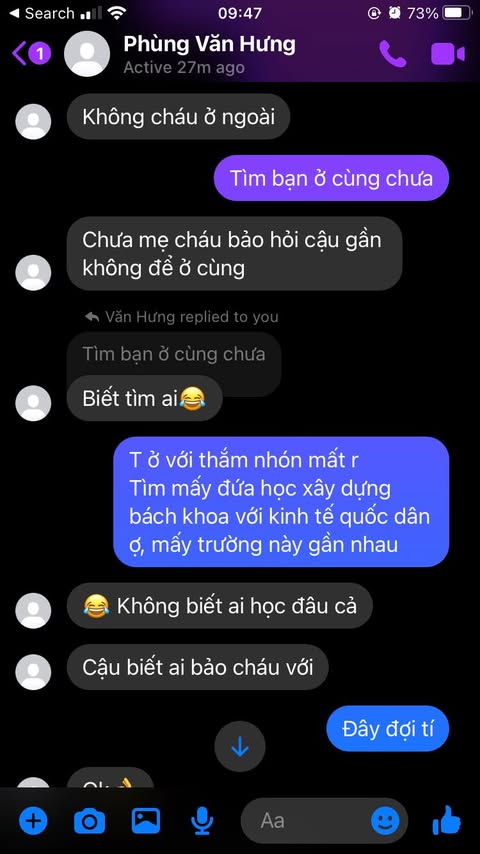 Search
09:47
73%
1
Phùng Văn Hưng
Active 27m ago
Không cháu ở ngoài
Tìm bạn ở cùng chưa
Chưa mẹ cháu bảo hỏi cậu gần
không để ở cùng
Văn Hưng replied to you
Tìm bạn ở cùng chưa
Biết tìm ai😂
T ở với thắm nhón mất r
Tìm mấy đứa học xây dựng
bách khoa với kinh tế quốc dân
ợ, mấy trường này gần nhau
😂 Không biết ai học đâu cả
Cậu biết ai bảo cháu với
Đây đợi tí
Ok👌
Aa